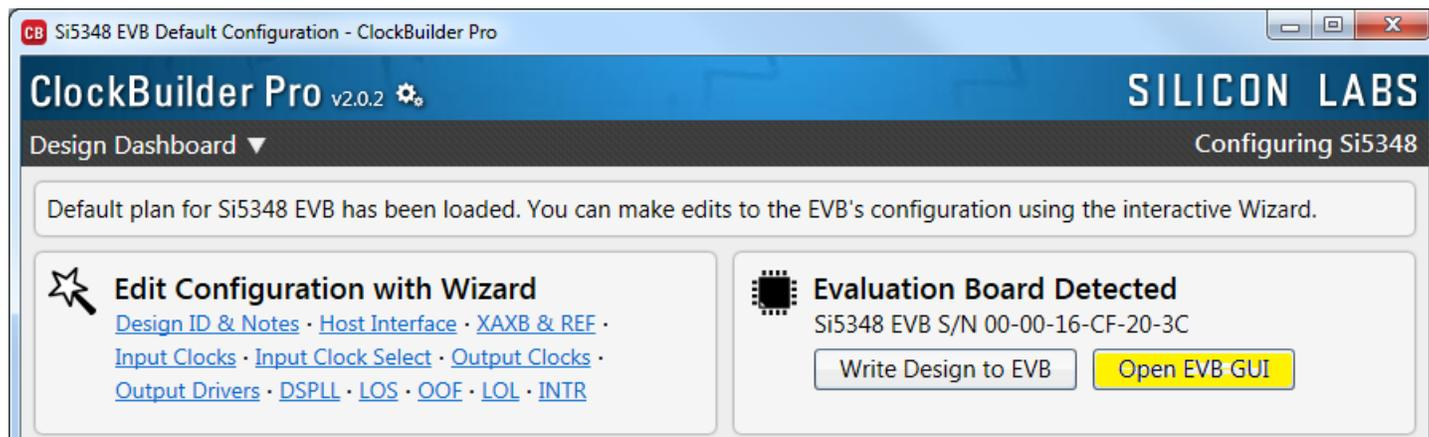 CB Si5348 EVB Default Configuration - ClockBuilder Pro
ClockBuilder Pro v2.0.2
SILICON LABS
Design Dashboard ▼
Configuring Si5348
Default plan for Si5348 EVB has been loaded. You can make edits to the EVB's configuration using the interactive Wizard.
Edit Configuration with Wizard
Design ID & Notes · Host Interface · XAXB & REF ·
Input Clocks · Input Clock Select · Output Clocks ·
Output Drivers · DSPLL · LOS · OOF · LOL · INTR
Evaluation Board Detected
Si5348 EVB S/N 00-00-16-CF-20-3C
Write Design to EVB
Open EVB GUI